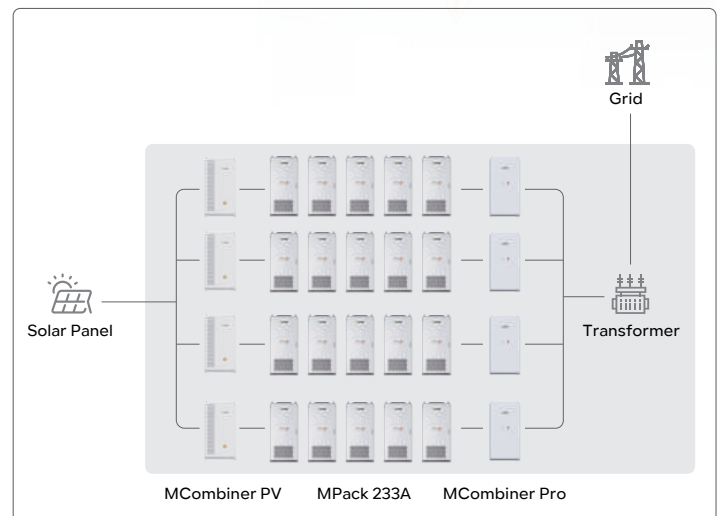 Grid
Solar Panel
Transformer
MCombiner PV
MPack 233A
MCombiner Pro